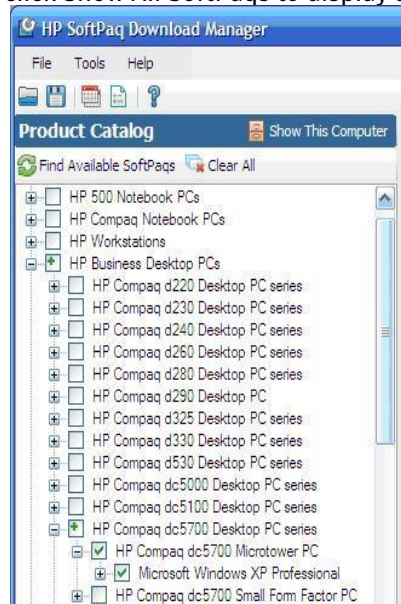 HP SoftPaq Download Manager
File Tools Help
Product Catalog Show This Computer
Find Available SoftPaqs Clear All
HP 500 Notebook PCs
HP Compaq Notebook PCs
HP Workstations
HP Business Desktop PCs
HP Compaq d220 Desktop PC series
HP Compaq d230 Desktop PC series
HP Compaq d240 Desktop PC series
HP Compaq d260 Desktop PC series
HP Compaq d280 Desktop PC series
HP Compaq d290 Desktop PC
HP Compaq d325 Desktop PC series
HP Compaq d330 Desktop PC series
HP Compaq d530 Desktop PC series
HP Compaq dc5000 Desktop PC series
HP Compaq dc5100 Desktop PC series
HP Compaq dc5700 Desktop PC series
HP Compaq dc5700 Microtower PC
Microsoft Windows XP Professional
HP Compaq dc5700 Small Form Factor PC